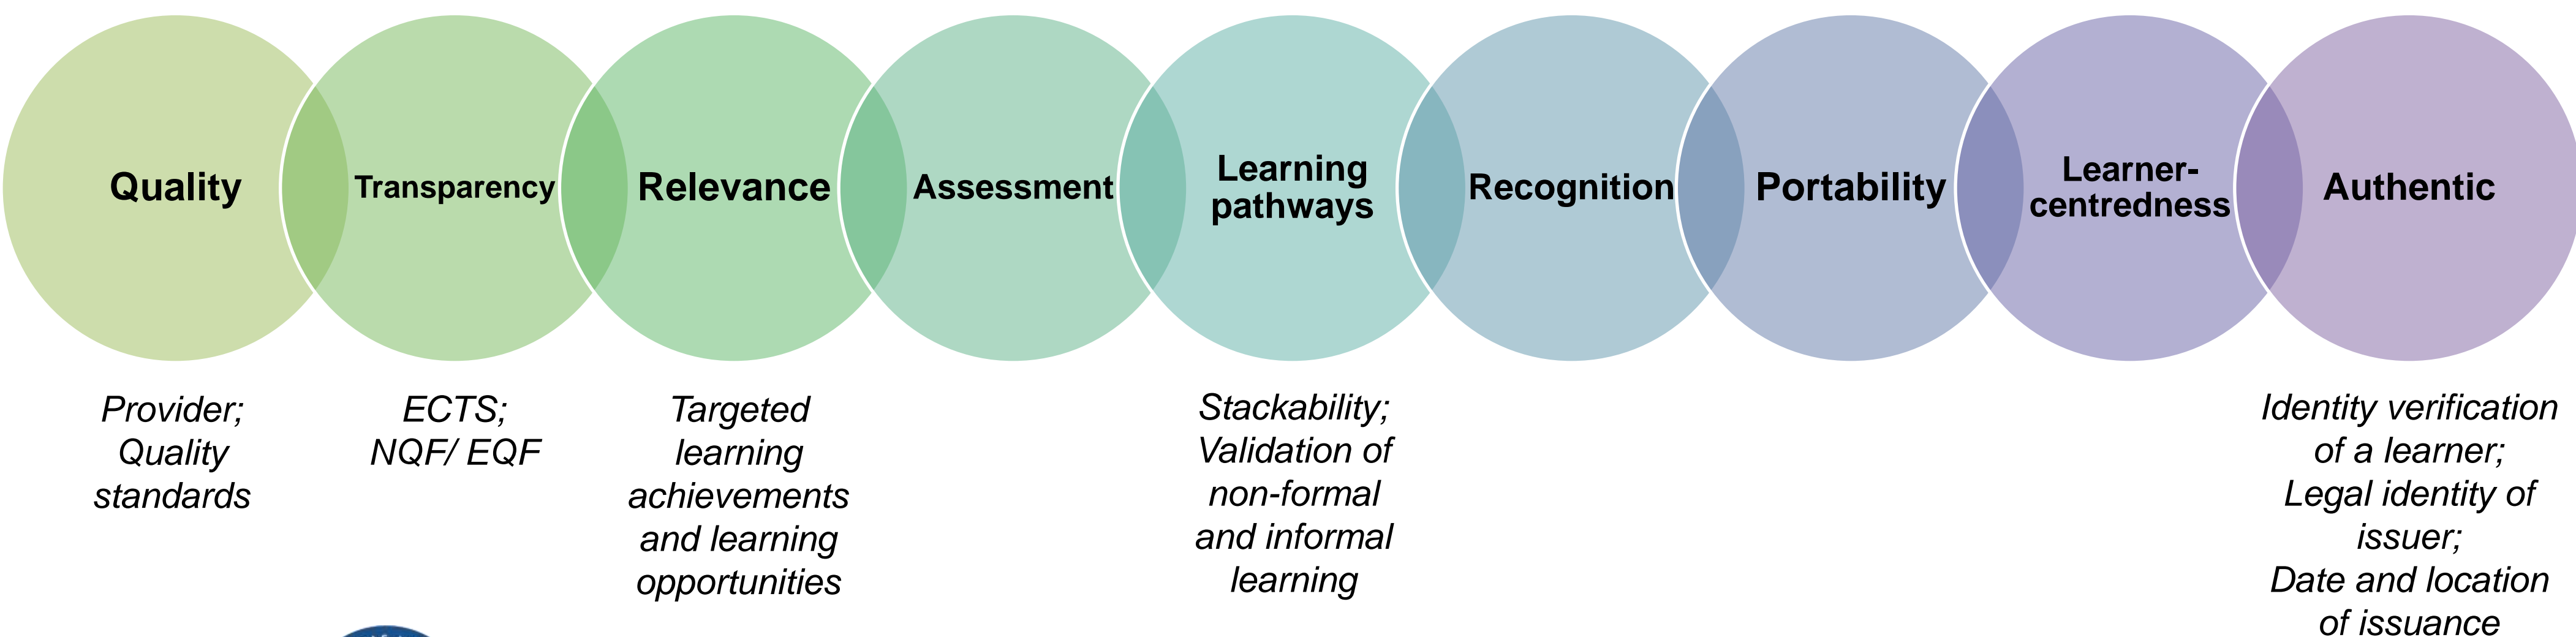 Quality
Transparency
Relevance
Assessment
Learning
pathways
Recognition
Portability
Learner-
centredness
Authentic
Provider;
Quality
standards
ECTS;
NQF/ EQF
Targeted
learning
achievements
and learning
opportunities
Stackability;
Validation of
non-formal
and informal
learning
Identity verification
of a learner;
Legal identity of
issuer;
Date and location
of issuance